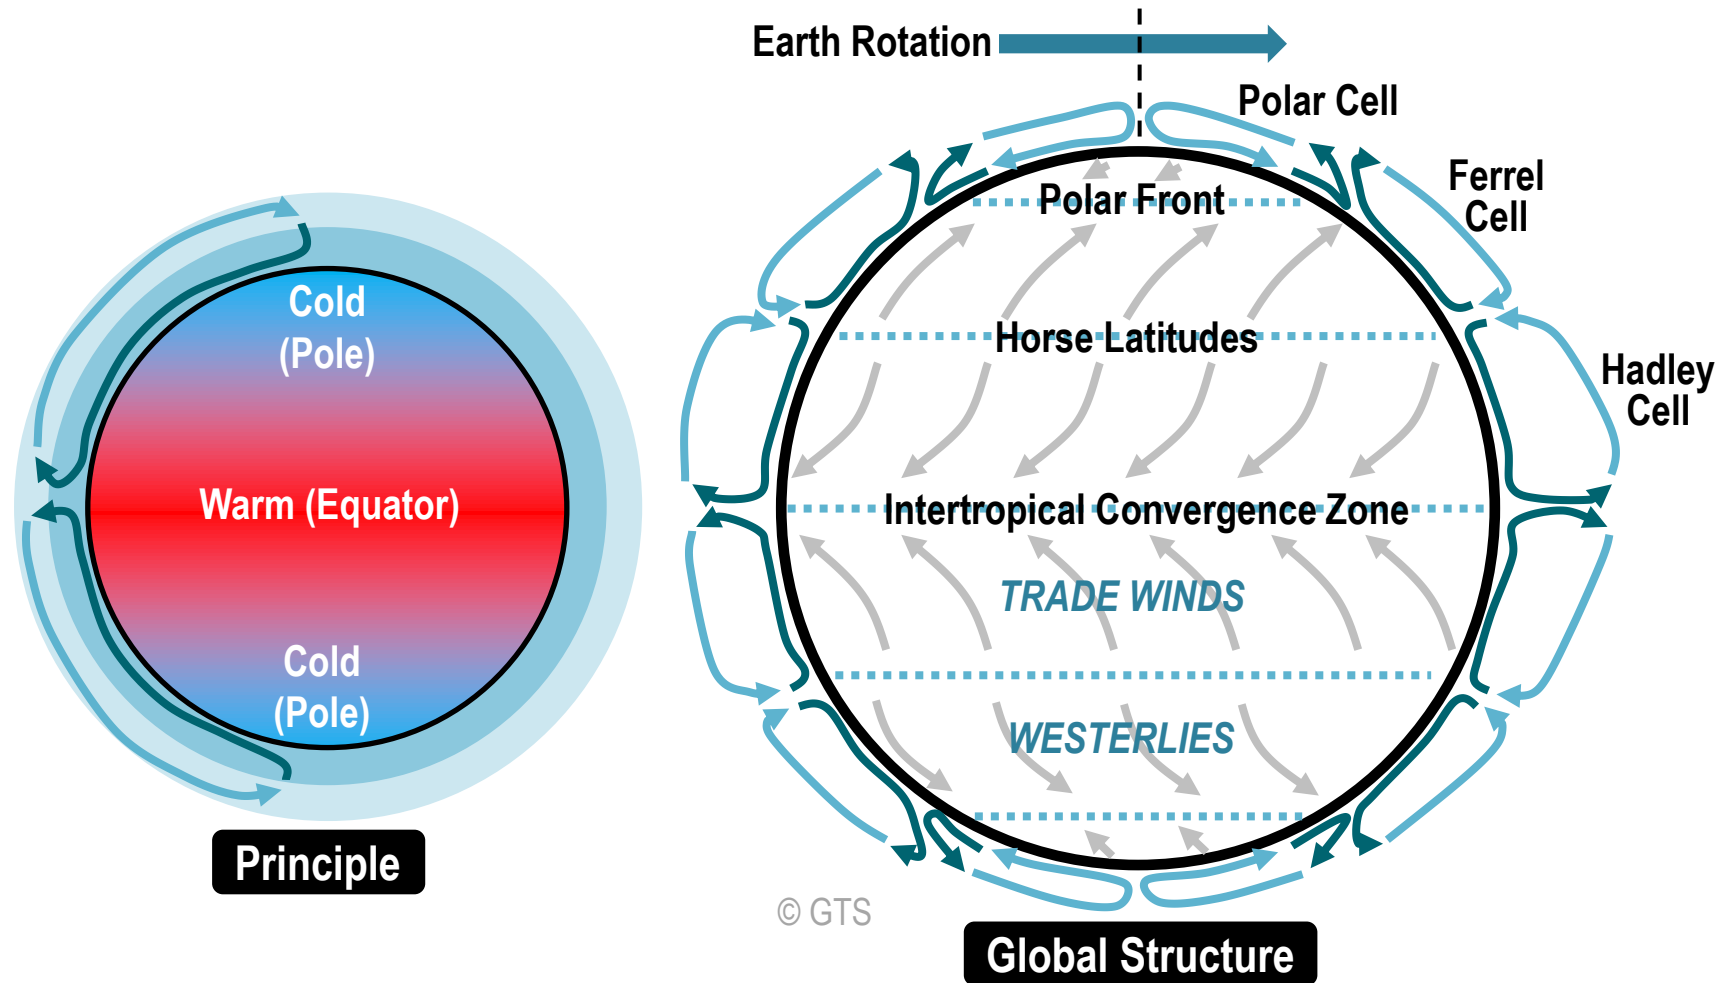 Cold
(Pole)
Warm (Equator)
Cold
(Pole)
Principle
Earth Rotation
Polar Cell
Ferrel
Cell
Polar Front
Horse Latitudes
Hadley
Cell
Intertropical Convergence Zone
TRADE WINDS
WESTERLIES
© GTS
Global Structure